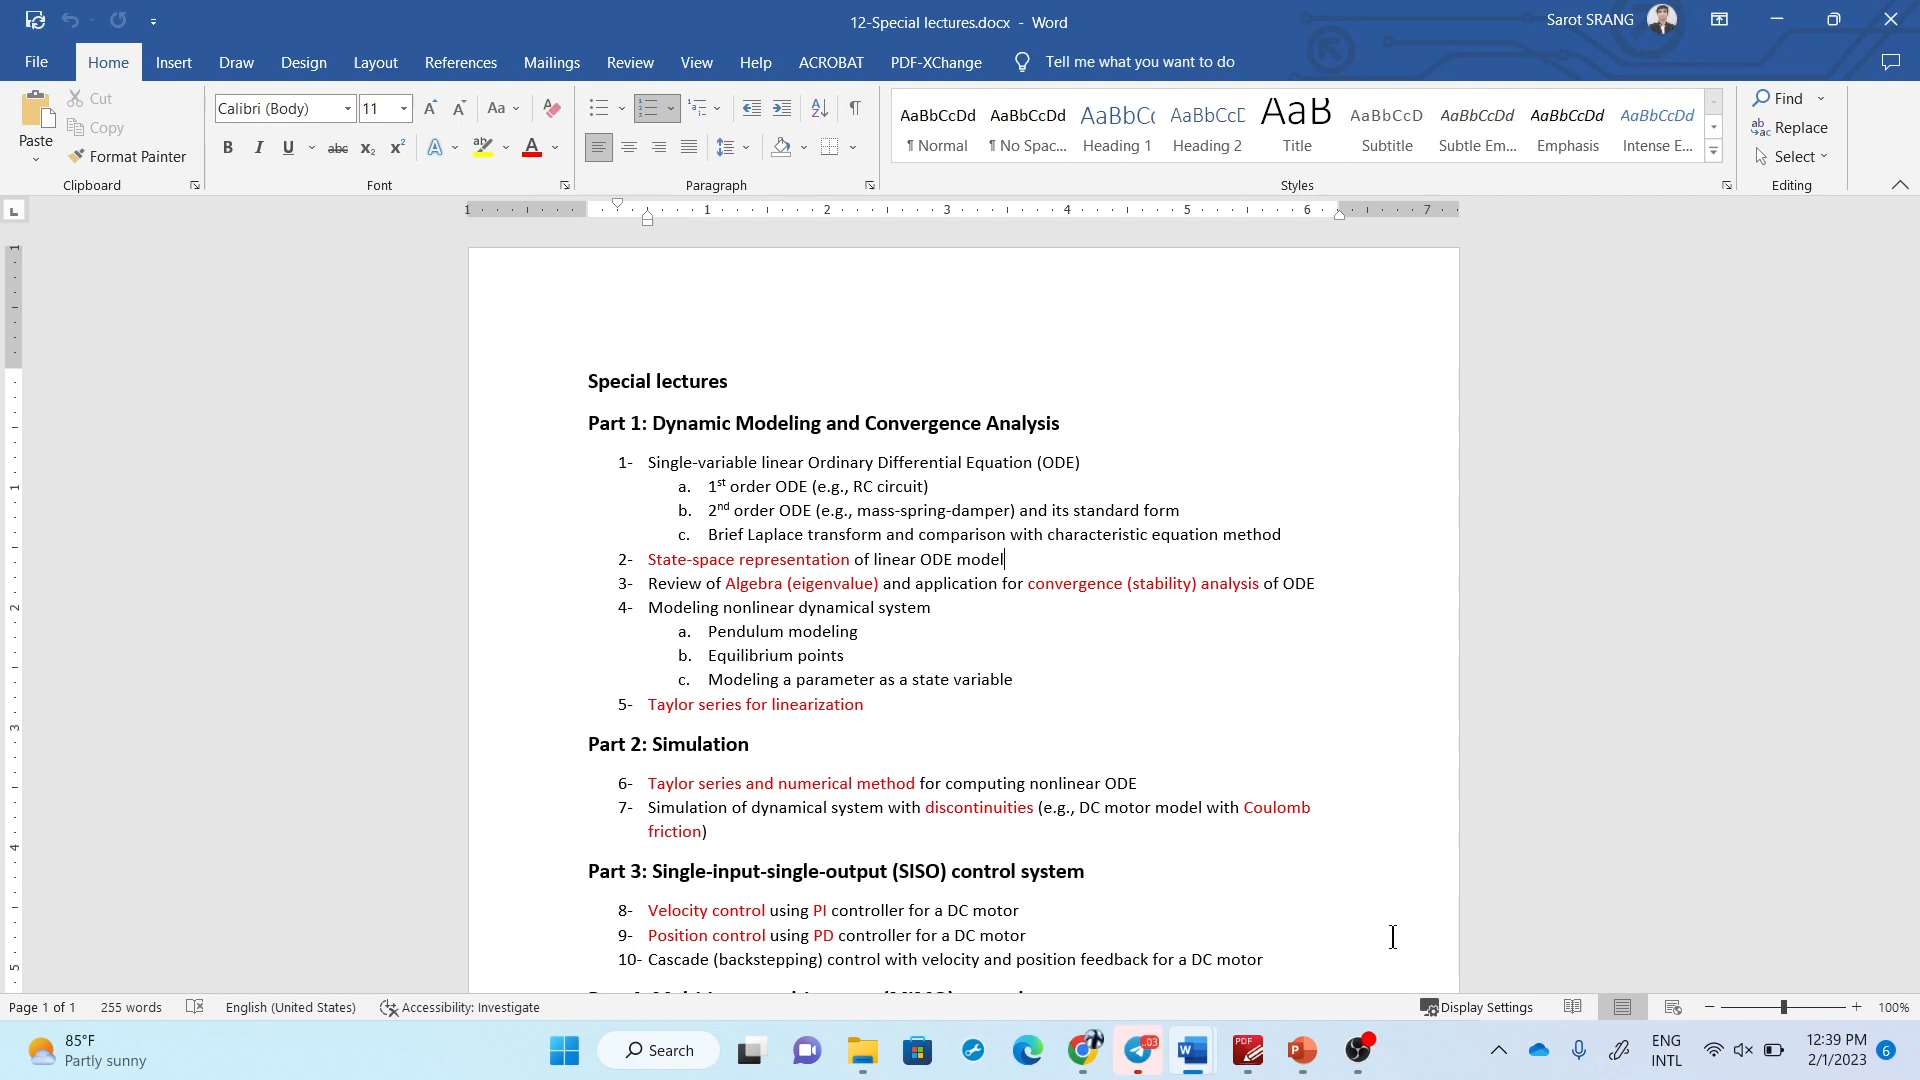 12-Special lectures.docx - Word
Sarot SRANG
File Home Insert Draw Design Layout References Mailings Review View Help ACROBAT PDF-XChange Tell me what you want to do
Paste
Cut
Copy
Format Painter
Clipboard
Calibri (Body) 11
Font
Paragraph
AaBbCcDd AaBbCcDd AaBbCc AaBbCcC AaB AaBbCcD AaBbCcDd AaBbCcDd AaBbCcDd
¶ Normal ¶ No Spac... Heading 1 Heading 2 Title Subtitle Subtle Em... Emphasis Intense E...
Styles
Find
Replace
Select
Editing
1 1 2 3 4 5 6 7
Special lectures
Part 1: Dynamic Modeling and Convergence Analysis
1- Single-variable linear Ordinary Differential Equation (ODE)
a. 1st order ODE (e.g., RC circuit)
b. 2nd order ODE (e.g., mass-spring-damper) and its standard form
c. Brief Laplace transform and comparison with characteristic equation method
2- State-space representation of linear ODE model
3- Review of Algebra (eigenvalue) and application for convergence (stability) analysis of ODE
4- Modeling nonlinear dynamical system
a. Pendulum modeling
b. Equilibrium points
c. Modeling a parameter as a state variable
5- Taylor series for linearization
Part 2: Simulation
6- Taylor series and numerical method for computing nonlinear ODE
7- Simulation of dynamical system with discontinuities (e.g., DC motor model with Coulomb
friction)
Part 3: Single-input-single-output (SISO) control system
8- Velocity control using PI controller for a DC motor
9- Position control using PD controller for a DC motor
10- Cascade (backstepping) control with velocity and position feedback for a DC motor
Page 1 of 1 255 words English (United States) Accessibility: Investigate Display Settings 100%
85°F
Partly sunny
Search
ENG
INTL
12:39 PM
2/1/2023
6